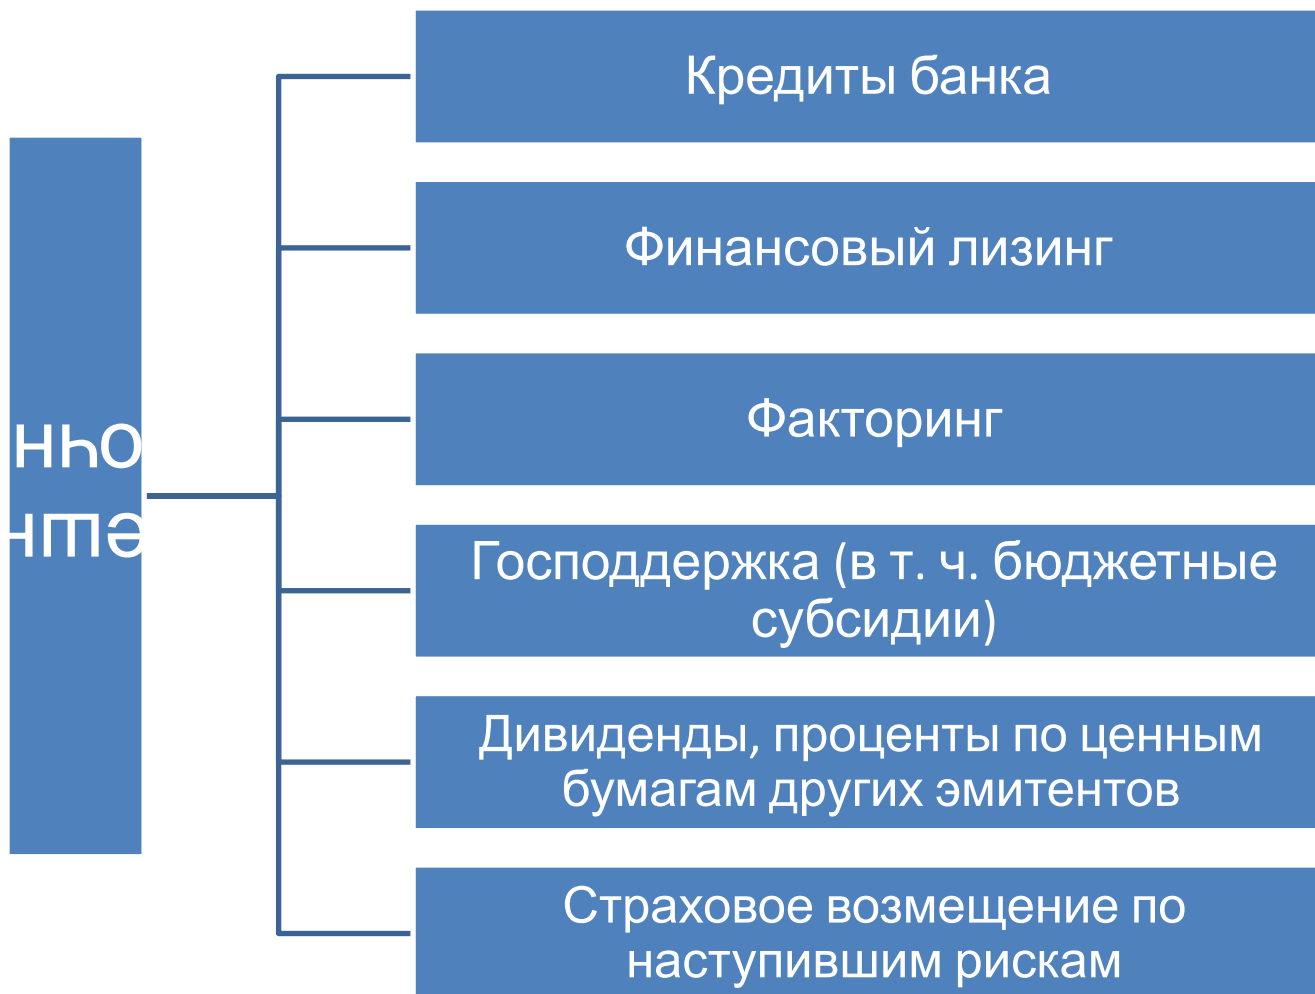 Кредиты банка
Финансовый лизинг
Факторинг
Господдержка (в т. ч. бюджетные
субсидии)
Дивиденды, проценты по ценным
бумагам других эмитентов
Страховое возмещение по
наступившим рискам